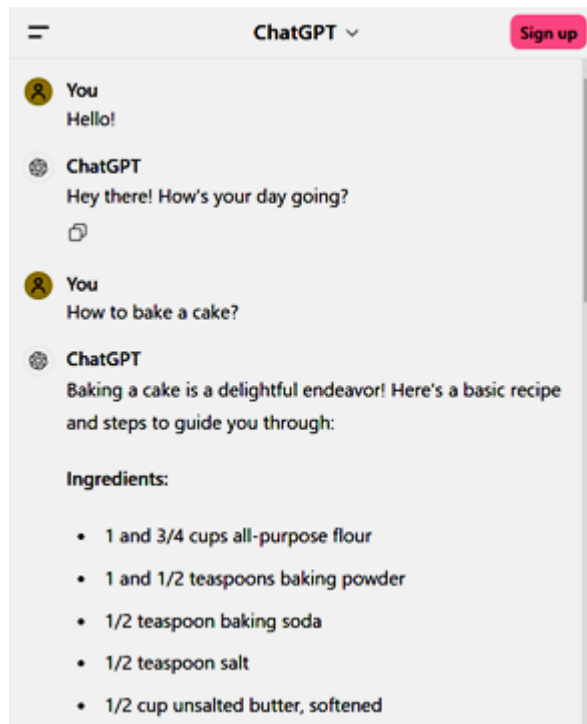 ChatGPT
Sign up
You
Hello!
ChatGPT
Hey there! How's your day going?
You
How to bake a cake?
ChatGPT
Baking a cake is a delightful endeavor! Here's a basic recipe
and steps to guide you through:
Ingredients:
• 1 and 3/4 cups all-purpose flour
• 1 and 1/2 teaspoons baking powder
• 1/2 teaspoon baking soda
• 1/2 teaspoon salt
• 1/2 cup unsalted butter, softened